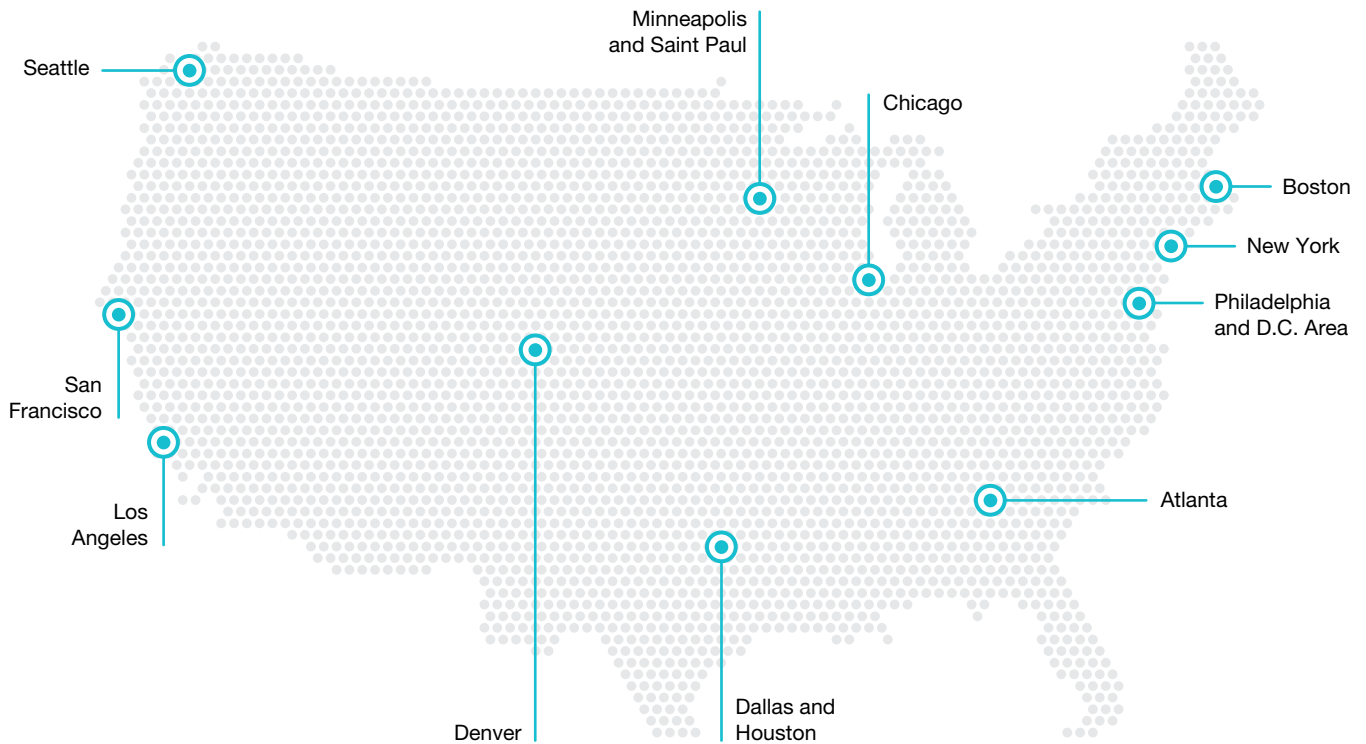 Minneapolis
and Saint Paul
Seattle
Chicago
Boston
New York
Philadelphia
and D.C. Area
San
Francisco
Los
Angeles
Atlanta
Denver
Dallas and
Houston